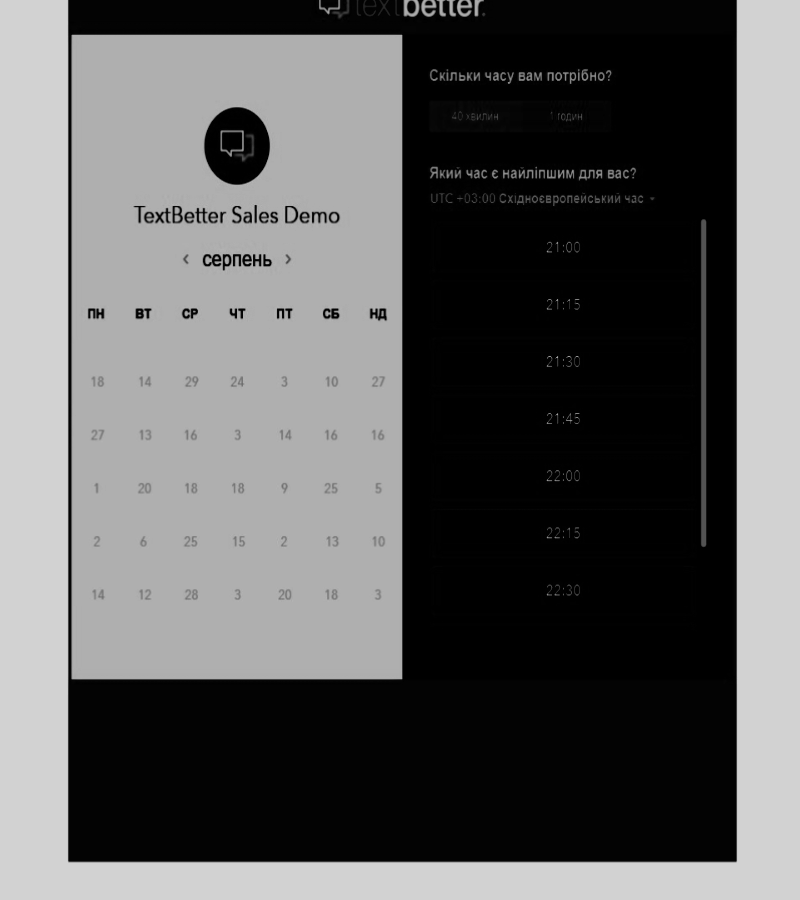 textbetter.
TextBetter Sales Demo
‹ серпень ›
ПН ВТ СР ЧТ ПТ СБ НД
18 14 29 24 3 10 27
27 13 16 3 14 16 16
1 20 18 18 9 25 5
2 6 25 15 2 13 10
14 12 28 3 20 18 3
Скільки часу вам потрібно?
40 хвилин 1 годин
Який час є найліпшим для вас?
UTC +03:00 Східноєвропейський час
21:00
21:15
21:30
21:45
22:00
22:15
22:30